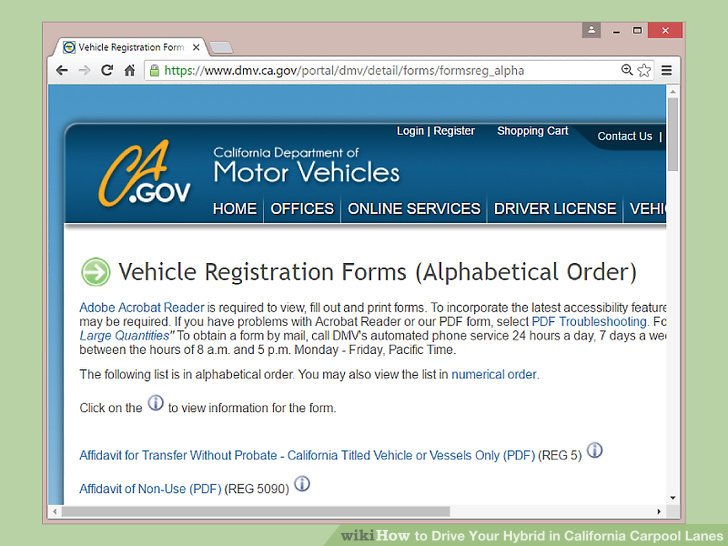 Vehicle Registration Form
https://www.dmv.ca.gov/portal/dmv/detail/forms/formsreg_alpha
Login | Register Shopping Cart Contact Us |
CA.GOV
California Department of
Motor Vehicles
HOME OFFICES ONLINE SERVICES DRIVER LICENSE
Vehicle Registration Forms (Alphabetical Order)
Adobe Acrobat Reader is required to view, fill out and print forms. To incorporate the latest accessibility feature
may be required. If you have problems with Acrobat Reader or our PDF form, select PDF Troubleshooting. Fo
Large Quantities" To obtain a form by mail, call DMV's automated phone service 24 hours a day, 7 days a we
between the hours of 8 a.m. and 5 p.m. Monday - Friday, Pacific Time.
The following list is in alphabetical order. You may also view the list in numerical order.
Click on the i to view information for the form.
Affidavit for Transfer Without Probate - California Titled Vehicle or Vessels Only (PDF) (REG 5) i
Affidavit of Non-Use (PDF) (REG 5090) i
wikiHow to Drive Your Hybrid in California Carpool Lanes